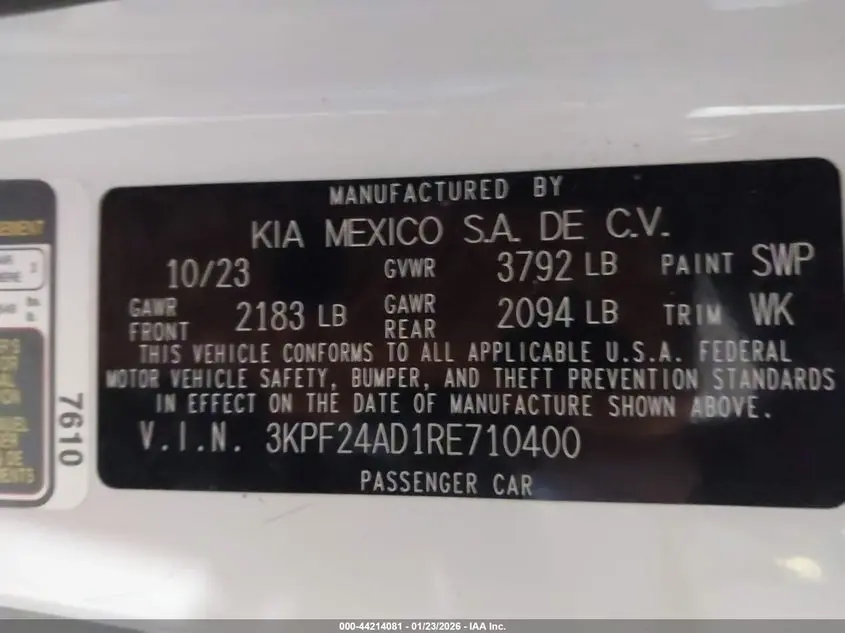 MANUFACTURED BY
KIA MEXICO S.A. DE C.V.
10/23 GVWR 3792 LB PAINT SWP
GAWR FRONT 2183 LB GAWR REAR 2094 LB TRIM WK
THIS VEHICLE CONFORMS TO ALL APPLICABLE U.S.A. FEDERAL
MOTOR VEHICLE SAFETY, BUMPER, AND THEFT PREVENTION STANDARDS
IN EFFECT ON THE DATE OF MANUFACTURE SHOWN ABOVE.
V.I.N. 3KPF24AD1RE710400
PASSENGER CAR
7610
000-44214081 - 01/23/2026 - IAA Inc.